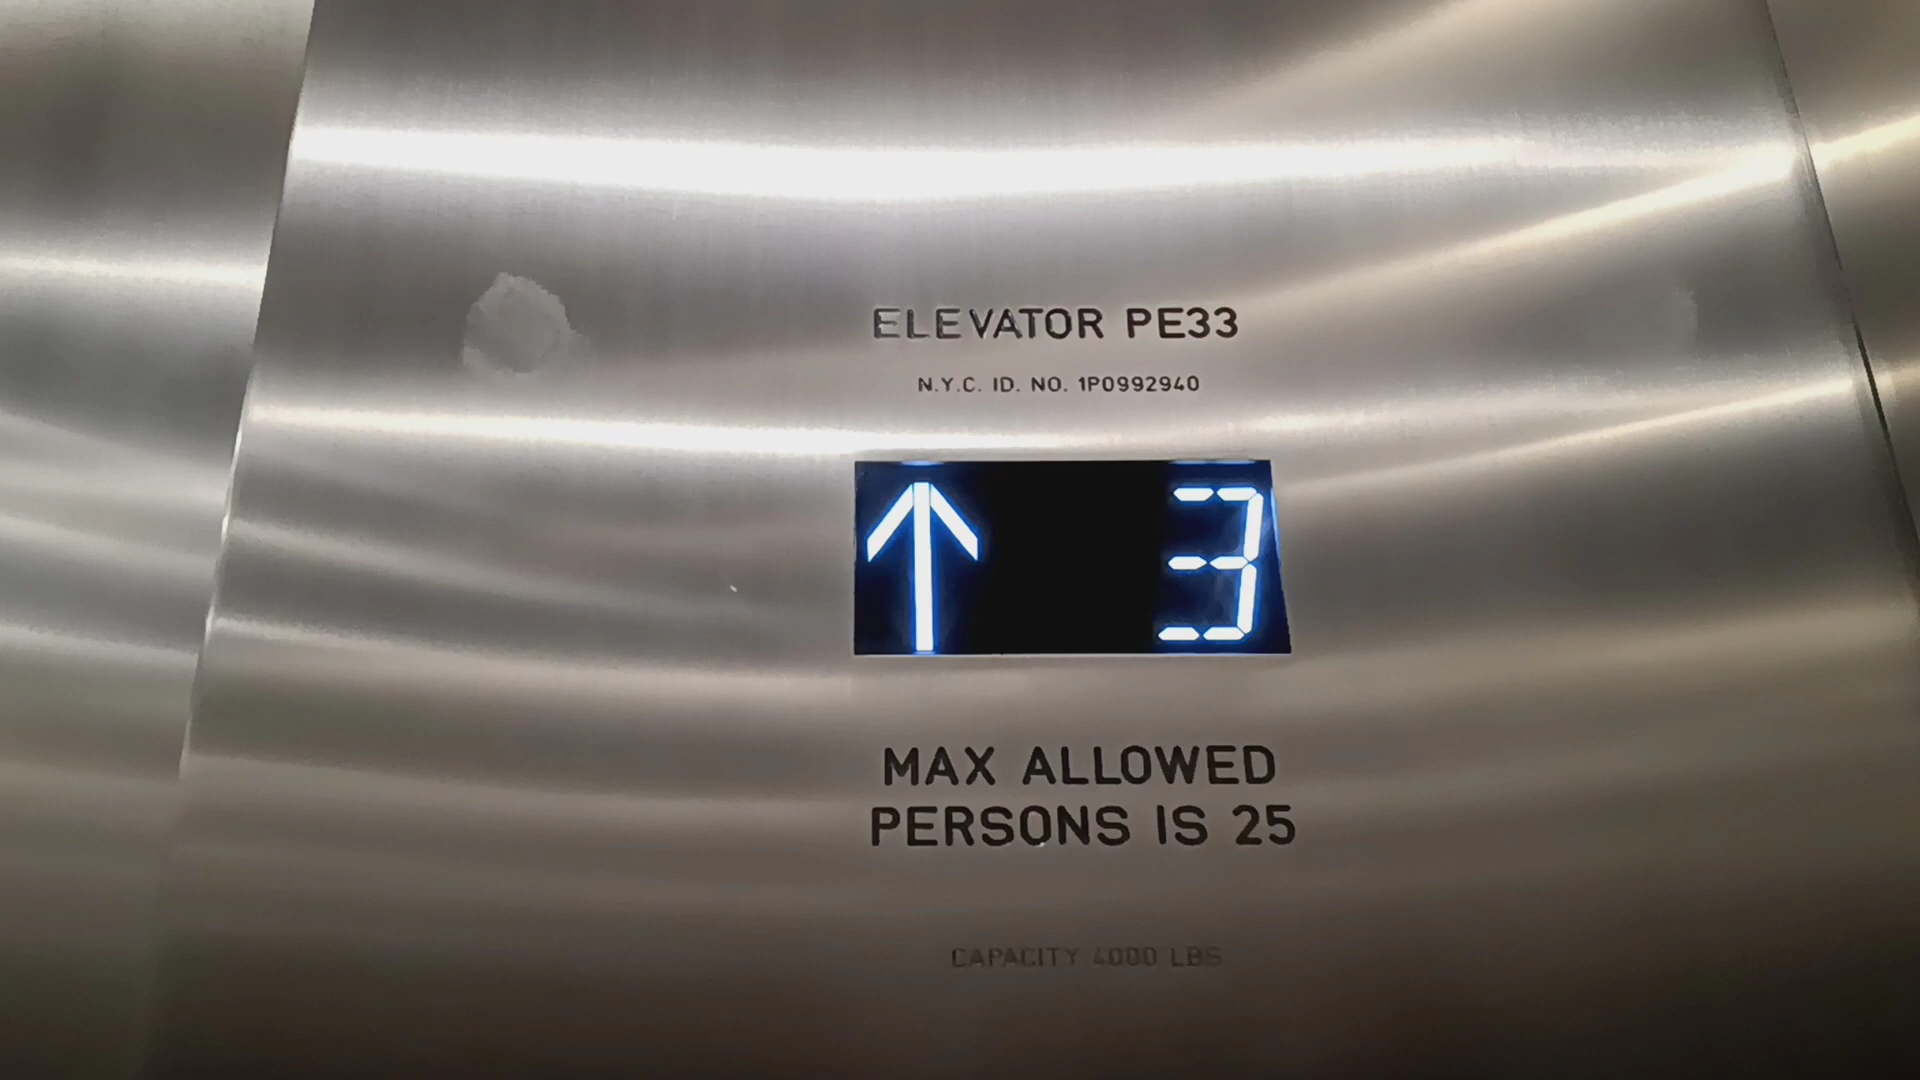 ELEVATOR PE33
N.Y.C. ID. NO. 1P0992940
↑ 3
MAX ALLOWED
PERSONS IS 25
CAPACITY 4000 LBS